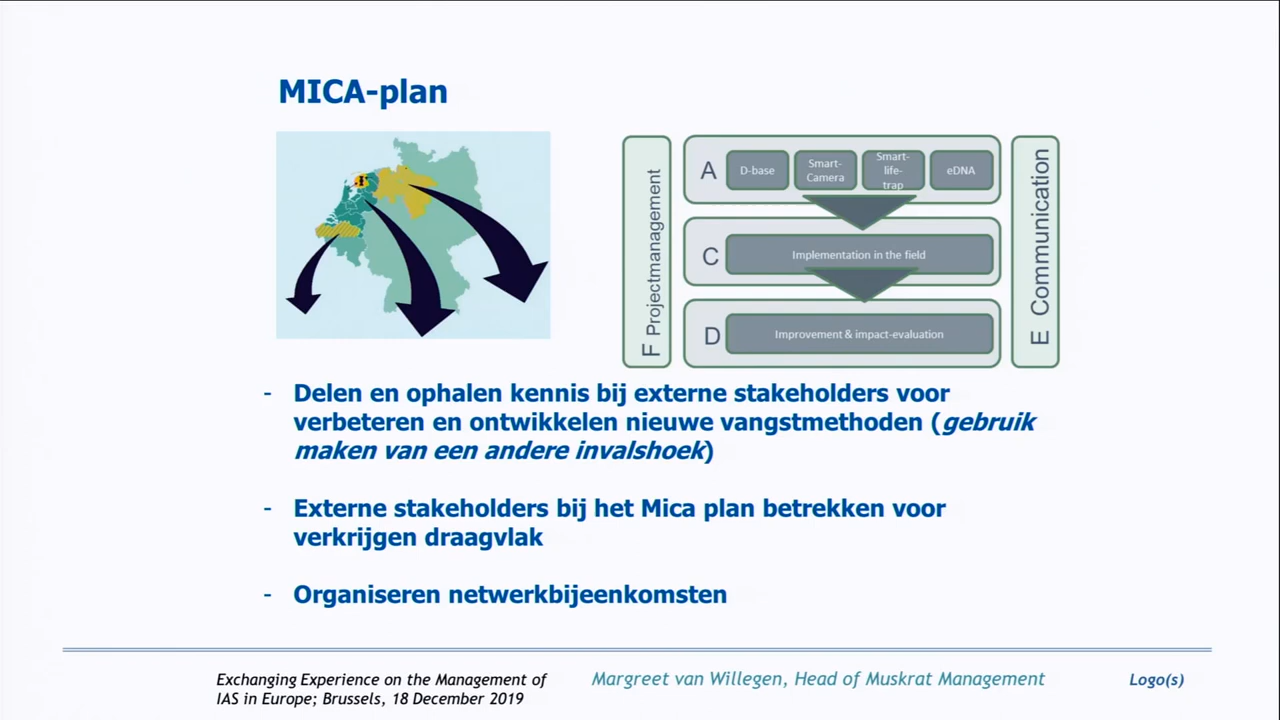 MICA-plan
F Projectmanagement
A
D-base
Smart-
Camera
Smart-
life-
trap
eDNA
C
Implementation in the field
D
Improvement & impact-evaluation
E Communication
- Delen en ophalen kennis bij externe stakeholders voor
verbeteren en ontwikkelen nieuwe vangstmethoden (gebruik
maken van een andere invalshoek)
- Externe stakeholders bij het Mica plan betrekken voor
verkrijgen draagvlak
- Organiseren netwerkbijeenkomsten
Exchanging Experience on the Management of
IAS in Europe; Brussels, 18 December 2019
Margreet van Willegen, Head of Muskrat Management
Logo(s)